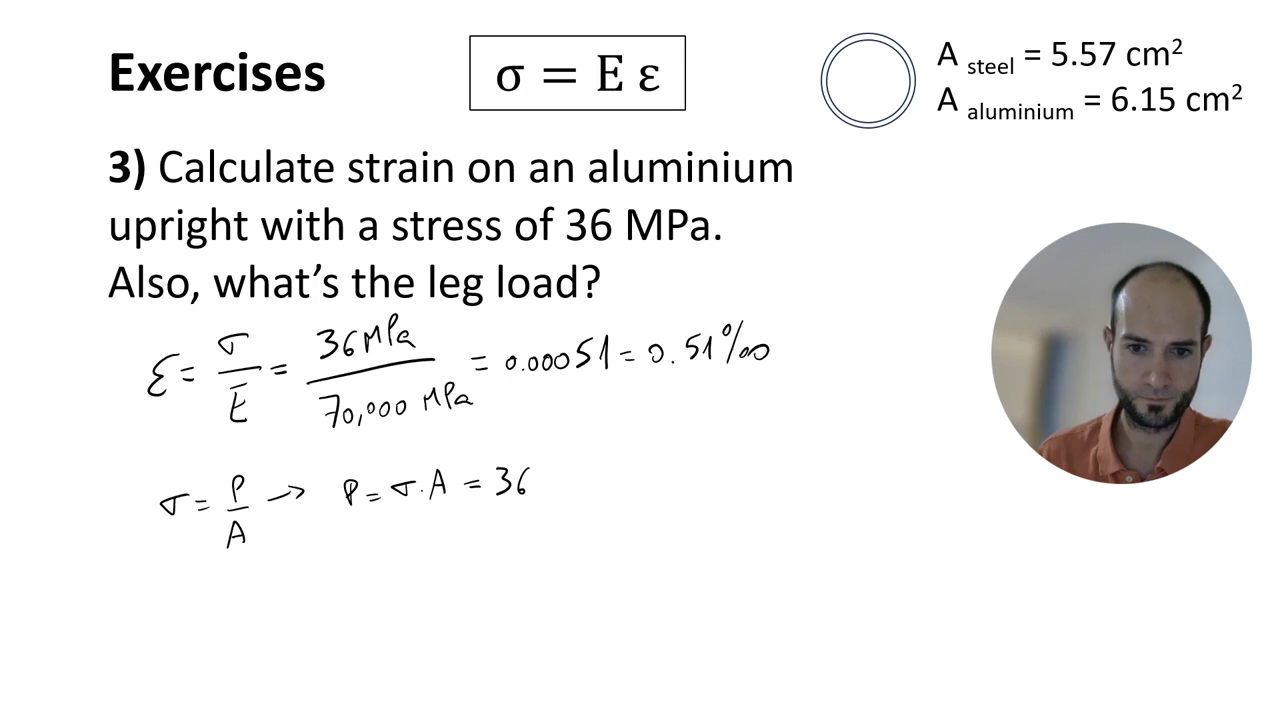 Exercises
σ = E ε
A steel = 5.57 cm²
A aluminium = 6.15 cm²
3) Calculate strain on an aluminium
upright with a stress of 36 MPa.
Also, what’s the leg load?
ε = σ/E = 36 MPa / 70,000 MPa = 0.00051 = 0.51 ‰
σ = P/A → P = σ · A = 36